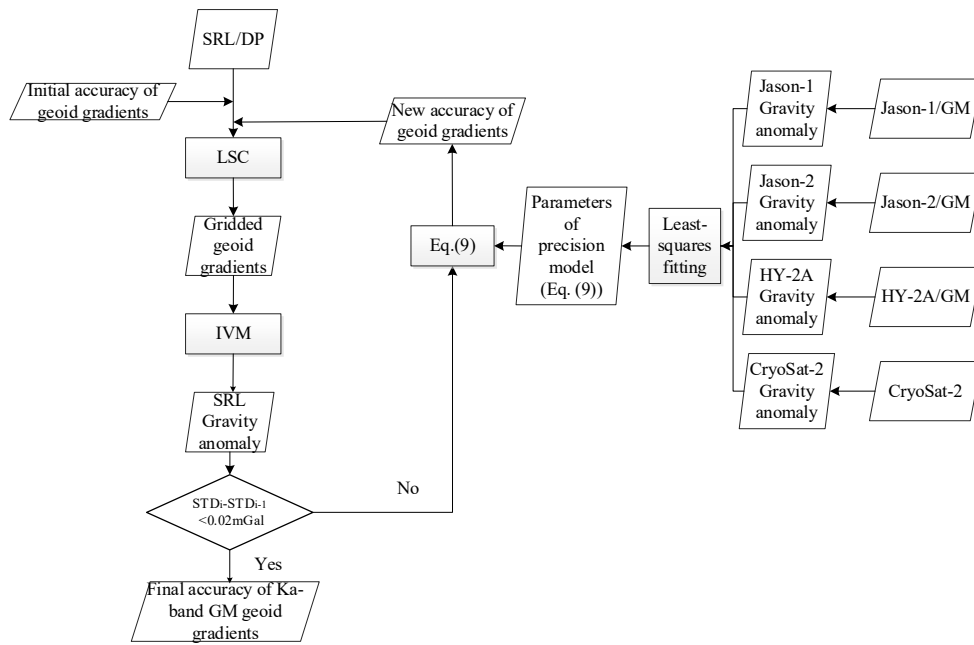 SRL/DP
Initial accuracy of
geoid gradients
New accuracy of
geoid gradients
LSC
Gridded
geoid
gradients
IVM
SRL
Gravity
anomaly
STDi-STDi-1
<0.02mGal
No
Yes
Final accuracy of Ka-
band GM geoid
gradients
Eq.(9)
Parameters
of
precision
model
(Eq. (9))
Least-
squares
fitting
Jason-1
Gravity
anomaly
Jason-1/GM
Jason-2
Gravity
anomaly
Jason-2/GM
HY-2A
Gravity
anomaly
HY-2A/GM
CryoSat-2
Gravity
anomaly
CryoSat-2